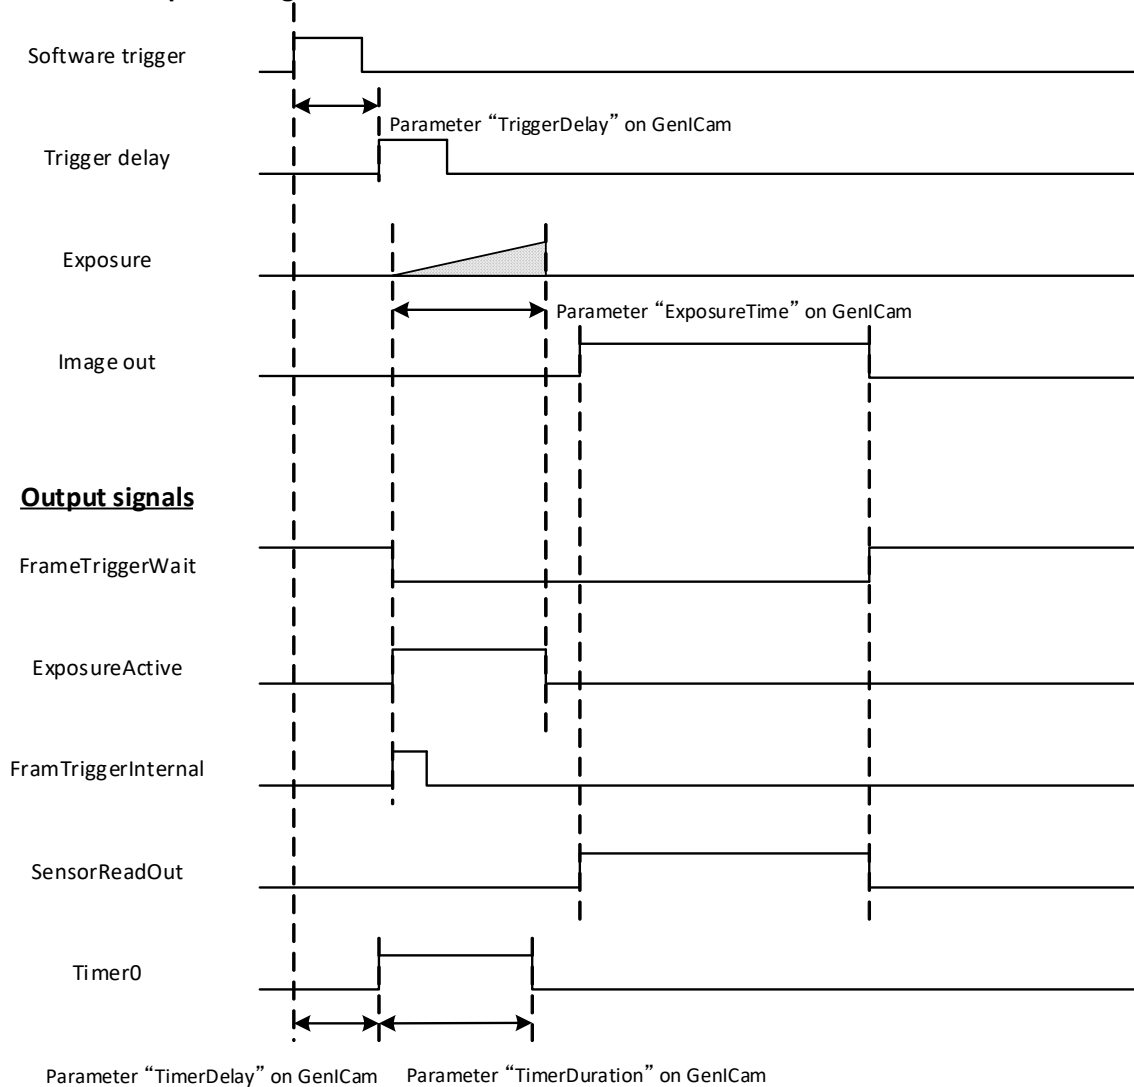 Software trigger
Parameter “TriggerDelay” on GenICam
Trigger delay
Exposure
Parameter “ExposureTime” on GenICam
Image out
Output signals
FrameTriggerWait
ExposureActive
FramTriggerInternal
SensorReadOut
Timer0
Parameter “TimerDelay” on GenICam Parameter “TimerDuration” on GenICam